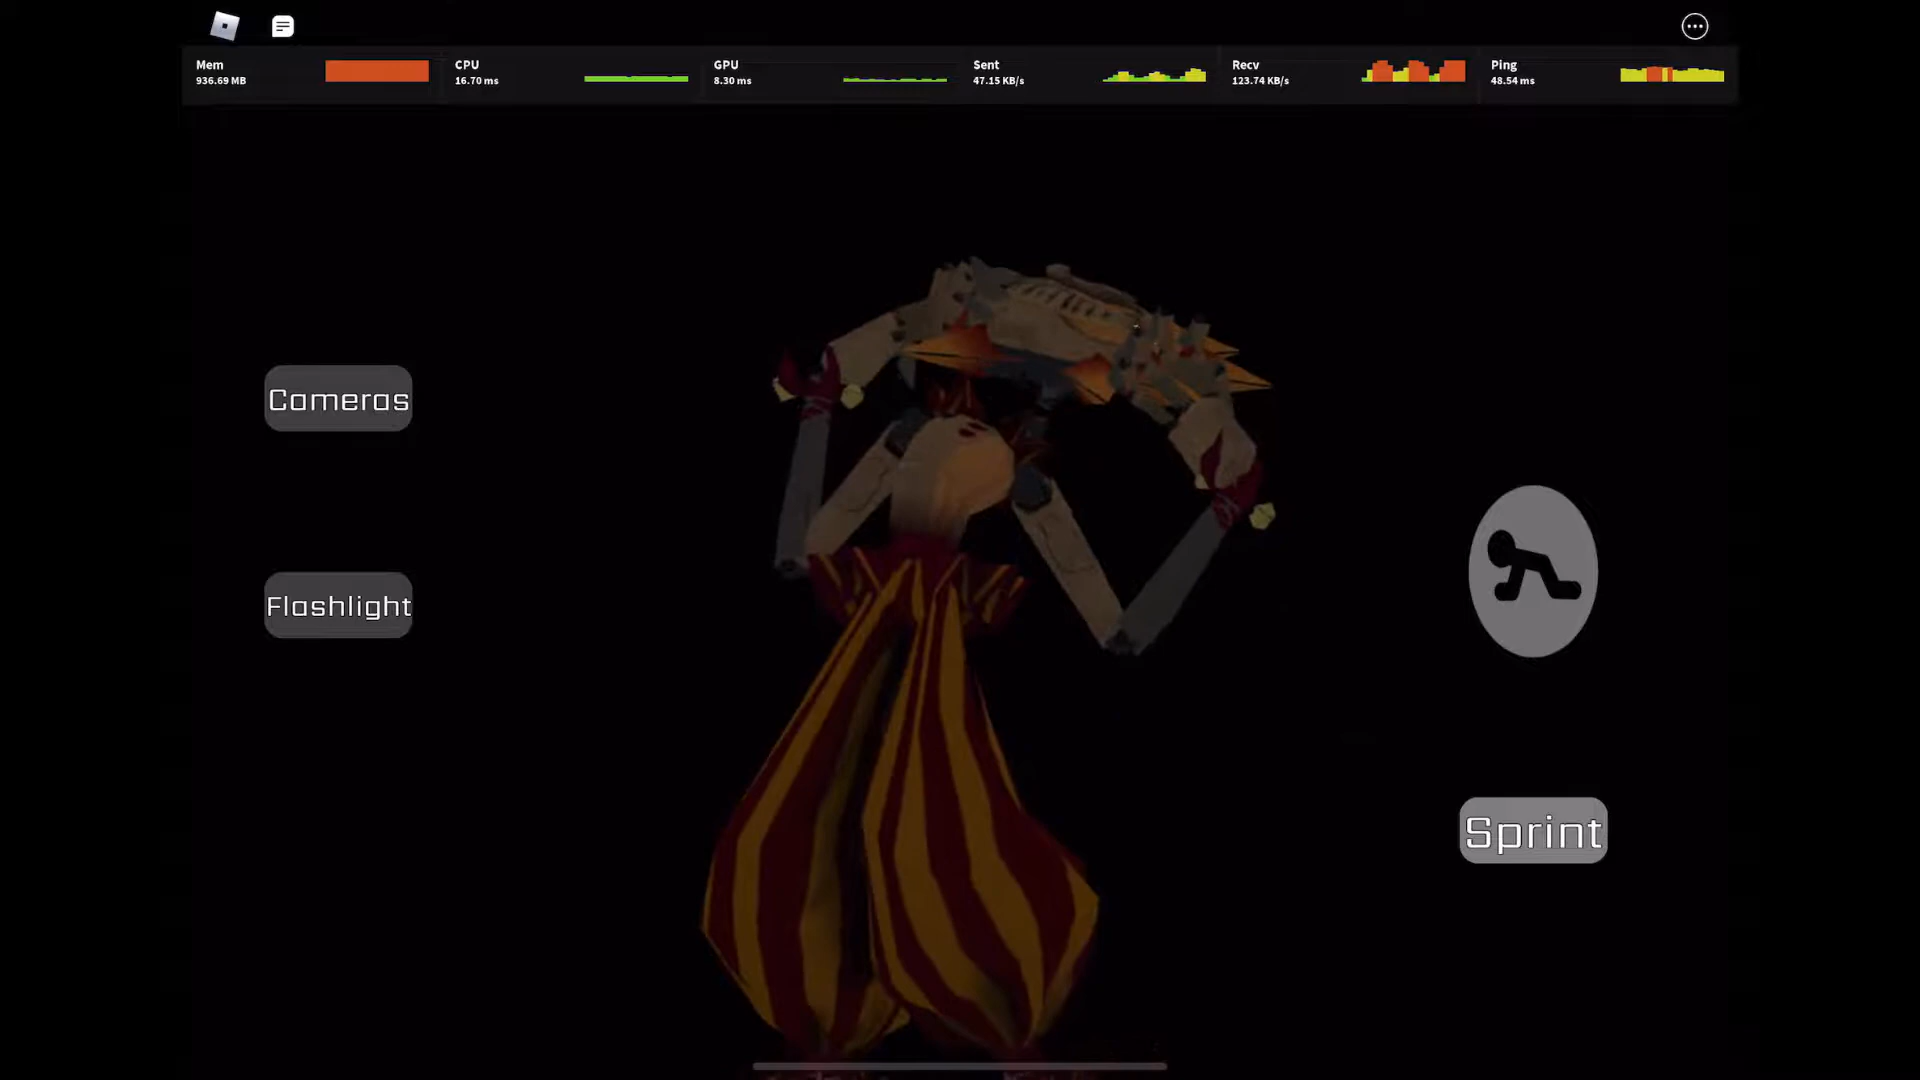 Mem
936.69 MB
CPU
16.70 ms
GPU
8.30 ms
Sent
47.15 KB/s
Recv
123.74 KB/s
Ping
48.54 ms
Cameras
Flashlight
Sprint